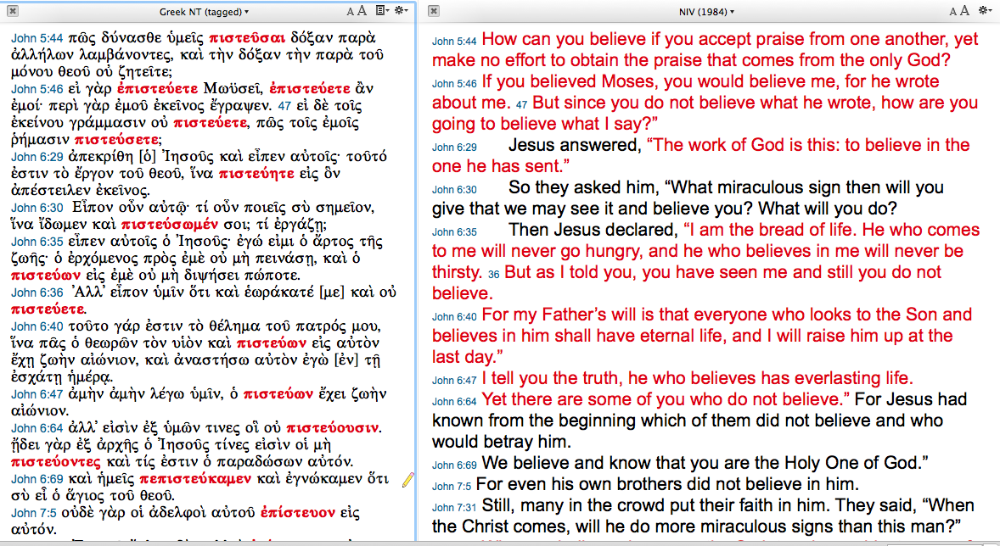 Greek NT (tagged)
John 5:44 πῶς δύνασθε ὑμεῖς πιστεῦσαι δόξαν παρὰ
ἀλλήλων λαμβάνοντες, καὶ τὴν δόξαν τὴν παρὰ τοῦ
μόνου θεοῦ οὐ ζητεῖτε;
John 5:46 εἰ γὰρ ἐπιστεύετε Μωϋσεῖ, ἐπιστεύετε ἂν
ἐμοί· περὶ γὰρ ἐμοῦ ἐκεῖνος ἔγραψεν. 47 εἰ δὲ τοῖς
ἐκείνου γράμμασιν οὐ πιστεύετε, πῶς τοῖς ἐμοῖς
ῥήμασιν πιστεύσετε;
John 6:29 ἀπεκρίθη [ὁ] Ἰησοῦς καὶ εἶπεν αὐτοῖς· τοῦτό
ἐστιν τὸ ἔργον τοῦ θεοῦ, ἵνα πιστεύητε εἰς ὃν
ἀπέστειλεν ἐκεῖνος.
John 6:30 Εἶπον οὖν αὐτῷ· τί οὖν ποιεῖς σὺ σημεῖον,
ἵνα ἴδωμεν καὶ πιστεύσωμέν σοι; τί ἐργάζῃ;
John 6:35 εἶπεν αὐτοῖς ὁ Ἰησοῦς· ἐγώ εἰμι ὁ ἄρτος τῆς
ζωῆς· ὁ ἐρχόμενος πρὸς ἐμὲ οὐ μὴ πεινάσῃ, καὶ ὁ
πιστεύων εἰς ἐμὲ οὐ μὴ διψήσει πώποτε.
John 6:36 Ἀλλ’ εἶπον ὑμῖν ὅτι καὶ ἑωράκατέ [με] καὶ οὐ
πιστεύετε.
John 6:40 τοῦτο γάρ ἐστιν τὸ θέλημα τοῦ πατρός μου,
ἵνα πᾶς ὁ θεωρῶν τὸν υἱὸν καὶ πιστεύων εἰς αὐτὸν
ἔχῃ ζωὴν αἰώνιον, καὶ ἀναστήσω αὐτὸν ἐγὼ [ἐν] τῇ
ἐσχάτῃ ἡμέρᾳ.
John 6:47 ἀμὴν ἀμὴν λέγω ὑμῖν, ὁ πιστεύων ἔχει ζωὴν
αἰώνιον.
John 6:64 ἀλλ’ εἰσὶν ἐξ ὑμῶν τινες οἳ οὐ πιστεύουσιν.
ᾔδει γὰρ ἐξ ἀρχῆς ὁ Ἰησοῦς τίνες εἰσὶν οἱ μὴ
πιστεύοντες καὶ τίς ἐστιν ὁ παραδώσων αὐτόν.
John 6:69 καὶ ἡμεῖς πεπιστεύκαμεν καὶ ἐγνώκαμεν ὅτι
σὺ εἶ ὁ ἅγιος τοῦ θεοῦ.
John 7:5 οὐδὲ γὰρ οἱ ἀδελφοὶ αὐτοῦ ἐπίστευον εἰς
αὐτόν.
NIV (1984)
John 5:44 How can you believe if you accept praise from one another, yet
make no effort to obtain the praise that comes from the only God?
John 5:46 If you believed Moses, you would believe me, for he wrote
about me. 47 But since you do not believe what he wrote, how are you
going to believe what I say?”
John 6:29 Jesus answered, “The work of God is this: to believe in the
one he has sent.”
John 6:30 So they asked him, “What miraculous sign then will you
give that we may see it and believe you? What will you do?
John 6:35 Then Jesus declared, “I am the bread of life. He who comes
to me will never go hungry, and he who believes in me will never be
thirsty. 36 But as I told you, you have seen me and still you do not
believe.
John 6:40 For my Father’s will is that everyone who looks to the Son and
believes in him shall have eternal life, and I will raise him up at the
last day.”
John 6:47 I tell you the truth, he who believes has everlasting life.
John 6:64 Yet there are some of you who do not believe.” For Jesus had
known from the beginning which of them did not believe and who
would betray him.
John 6:69 We believe and know that you are the Holy One of God.”
John 7:5 For even his own brothers did not believe in him.
John 7:31 Still, many in the crowd put their faith in him. They said, “When
the Christ comes, will he do more miraculous signs than this man?”